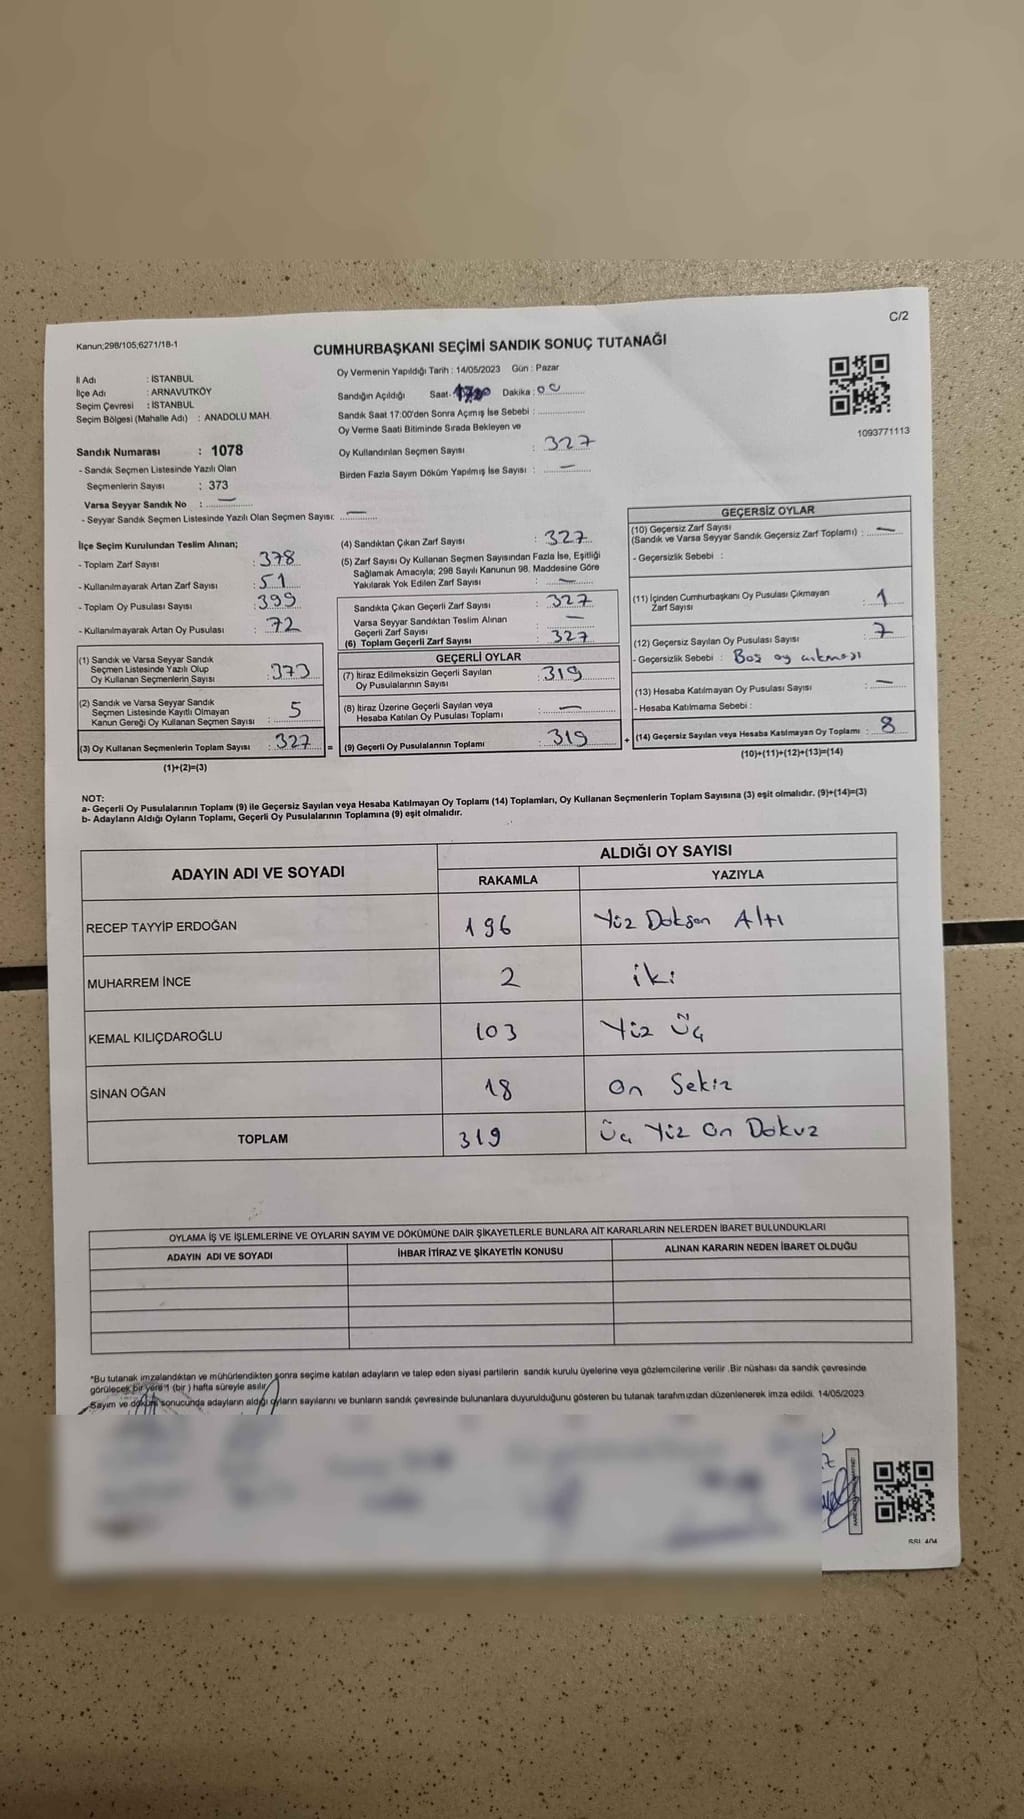 C/2
Kanun;298/105;6271/18-1
CUMHURBAŞKANI SEÇİMİ SANDIK SONUÇ TUTANAĞI
İl Adı : İSTANBUL
İlçe Adı : ARNAVUTKÖY
Seçim Çevresi : İSTANBUL
Seçim Bölgesi (Mahalle Adı) : ANADOLU MAH.
Sandık Numarası : 1078
- Sandık Seçmen Listesinde Yazılı Olan
Seçmenlerin Sayısı : 373
Varsa Seyyar Sandık No : —
- Seyyar Sandık Seçmen Listesinde Yazılı Olan Seçmen Sayısı: —
Oy Vermenin Yapıldığı Tarih : 14/05/2023 Gün : Pazar
Sandığın Açıldığı Saat Dakika : 00
Sandık Saat 17:00'den Sonra Açımış İse Sebebi :
Oy Verme Saati Bitiminde Sırada Bekleyen ve
Oy Kullandırılan Seçmen Sayısı : 327
Birden Fazla Sayım Döküm Yapılmış İse Sayısı : —
1093771113
İlçe Seçim Kurulundan Teslim Alınan;
- Toplam Zarf Sayısı : 378
- Kullanılmayarak Artan Zarf Sayısı : 51
- Toplam Oy Pusulası Sayısı : 399
- Kullanılmayarak Artan Oy Pusulası : 72
(1) Sandık ve Varsa Seyyar Sandık
Seçmen Listesinde Yazılı Olup
Oy Kullanan Seçmenlerin Sayısı : 373
(2) Sandık ve Varsa Seyyar Sandık
Seçmen Listesinde Kayıtlı Olmayan
Kanun Gereği Oy Kullanan Seçmen Sayısı : 5
(3) Oy Kullanan Seçmenlerin Toplam Sayısı : 327 =
(1)+(2)=(3)
(4) Sandıktan Çıkan Zarf Sayısı : 327
(5) Zarf Sayısı Oy Kullanan Seçmen Sayısından Fazla İse, Eşitliği
Sağlamak Amacıyla; 298 Sayılı Kanunun 98. Maddesine Göre
Yakılarak Yok Edilen Zarf Sayısı : —
Sandıkta Çıkan Geçerli Zarf Sayısı : 327
Varsa Seyyar Sandıktan Teslim Alınan
Geçerli Zarf Sayısı : —
(6) Toplam Geçerli Zarf Sayısı : 327
GEÇERLİ OYLAR
(7) İtiraz Edilmeksizin Geçerli Sayılan
Oy Pusulalarının Sayısı : 319
(8) İtiraz Üzerine Geçerli Sayılan veya
Hesaba Katılan Oy Pusulası Toplamı : —
(9) Geçerli Oy Pusulalarının Toplamı : 319 +
GEÇERSİZ OYLAR
(10) Geçersiz Zarf Sayısı
(Sandık ve Varsa Seyyar Sandık Geçersiz Zarf Toplamı) : —
- Geçersizlik Sebebi :
(11) İçinden Cumhurbaşkanı Oy Pusulası Çıkmayan
Zarf Sayısı : 1
(12) Geçersiz Sayılan Oy Pusulası Sayısı : 7
- Geçersizlik Sebebi : Boş oy çıkması
(13) Hesaba Katılmayan Oy Pusulası Sayısı : —
- Hesaba Katılmama Sebebi :
(14) Geçersiz Sayılan veya Hesaba Katılmayan Oy Toplamı : 8
(10)+(11)+(12)+(13)=(14)
NOT:
a- Geçerli Oy Pusulalarının Toplamı (9) ile Geçersiz Sayılan veya Hesaba Katılmayan Oy Toplamı (14) Toplamları, Oy Kullanan Seçmenlerin Toplam Sayısına (3) eşit olmalıdır. (9)+(14)=(3)
b- Adayların Aldığı Oyların Toplamı, Geçerli Oy Pusulalarının Toplamına (9) eşit olmalıdır.
ADAYIN ADI VE SOYADI ALDIĞI OY SAYISI
RAKAMLA YAZIYLA
RECEP TAYYİP ERDOĞAN 196 Yüz Doksan Altı
MUHARREM İNCE 2 iki
KEMAL KILIÇDAROĞLU 103 Yüz Üç
SİNAN OĞAN 18 On Sekiz
TOPLAM 319 Üç Yüz On Dokuz
OYLAMA İŞ VE İŞLEMLERİNE VE OYLARIN SAYIM VE DÖKÜMÜNE DAİR ŞİKAYETLERLE BUNLARA AİT KARARLARIN NELERDEN İBARET BULUNDUKLARI
ADAYIN ADI VE SOYADI İHBAR İTİRAZ VE ŞİKAYETİN KONUSU ALINAN KARARIN NEDEN İBARET OLDUĞU
*Bu tutanak imzalandıktan ve mühürlendikten sonra seçime katılan adayların ve talep eden siyasi partilerin sandık kurulu üyelerine veya gözlemcilerine verilir .Bir nüshası da sandık çevresinde
görülecek bir yere 1 (bir ) hafta süreyle asılır.
Sayım ve döküm sonucunda adayların aldığı oyların sayılarını ve bunların sandık çevresinde bulunanlara duyurulduğunu gösteren bu tutanak tarafımızdan düzenlenerek imza edildi. 14/05/2023